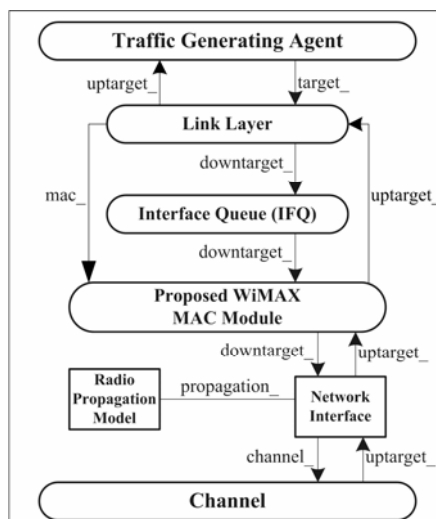 Traffic Generating Agent
uptarget_
target_
Link Layer
downtarget_
mac_
Interface Queue (IFQ)
uptarget_
downtarget_
Proposed WiMAX
MAC Module
downtarget_
uptarget_
Radio
Propagation
Model
propagation_
Network
Interface
channel_
uptarget_
Channel